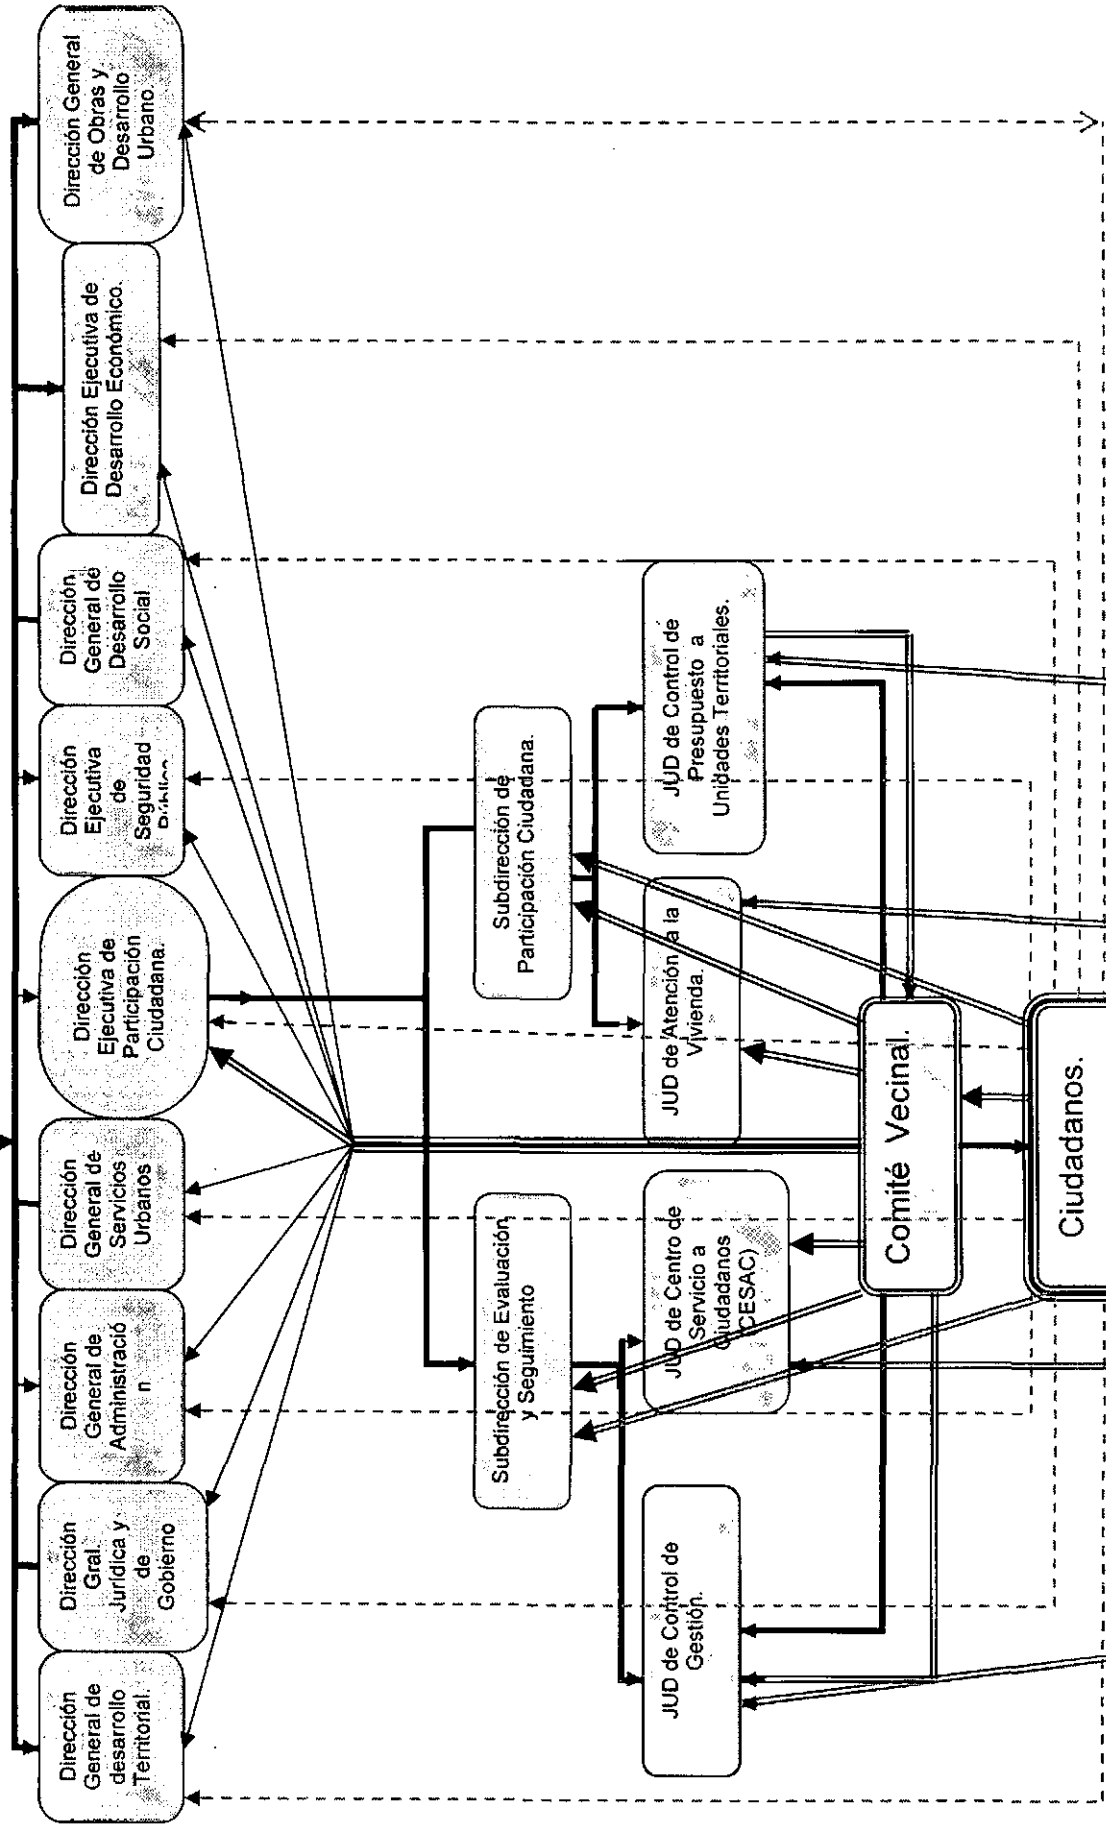 Dirección
General de
desarrollo
Territorial.
Dirección
Gral.
Jurídica y
de
Gobierno
Dirección
General de
Administració
n
Dirección
General de
Servicios
Urbanos
Dirección
Ejecutiva de
Participación
Ciudadana.
Dirección
Ejecutiva
de
Seguridad
Pública
Dirección
General de
Desarrollo
Social
Dirección Ejecutiva de
Desarrollo Económico.
Dirección General
de Obras y
Desarrollo
Urbano.
Subdirección de Evaluación
y Seguimiento
Subdirección de
Participación Ciudadana.
JUD de Control de
Gestión.
JUD de Centro de
Servicio a
Ciudadanos
(CESAC)
JUD de Atención a la
Vivienda.
JUD de Control de
Presupuesto a
Unidades Territoriales.
Comité Vecinal.
Ciudadanos.